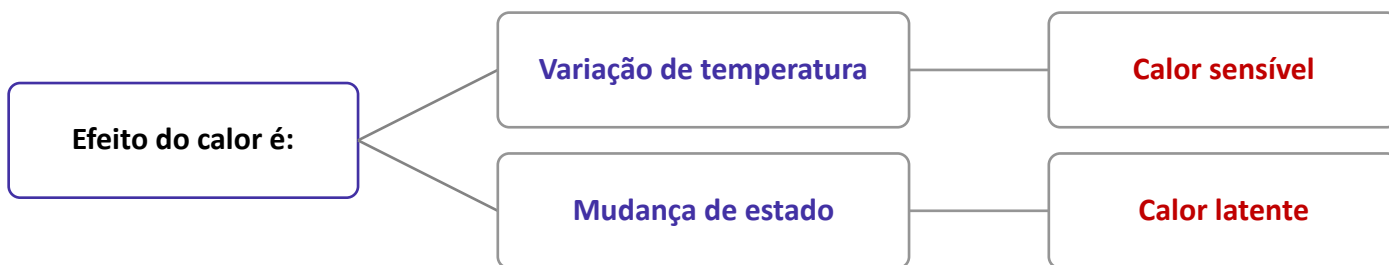 Efeito do calor é:
Variação de temperatura
Calor sensível
Mudança de estado
Calor latente